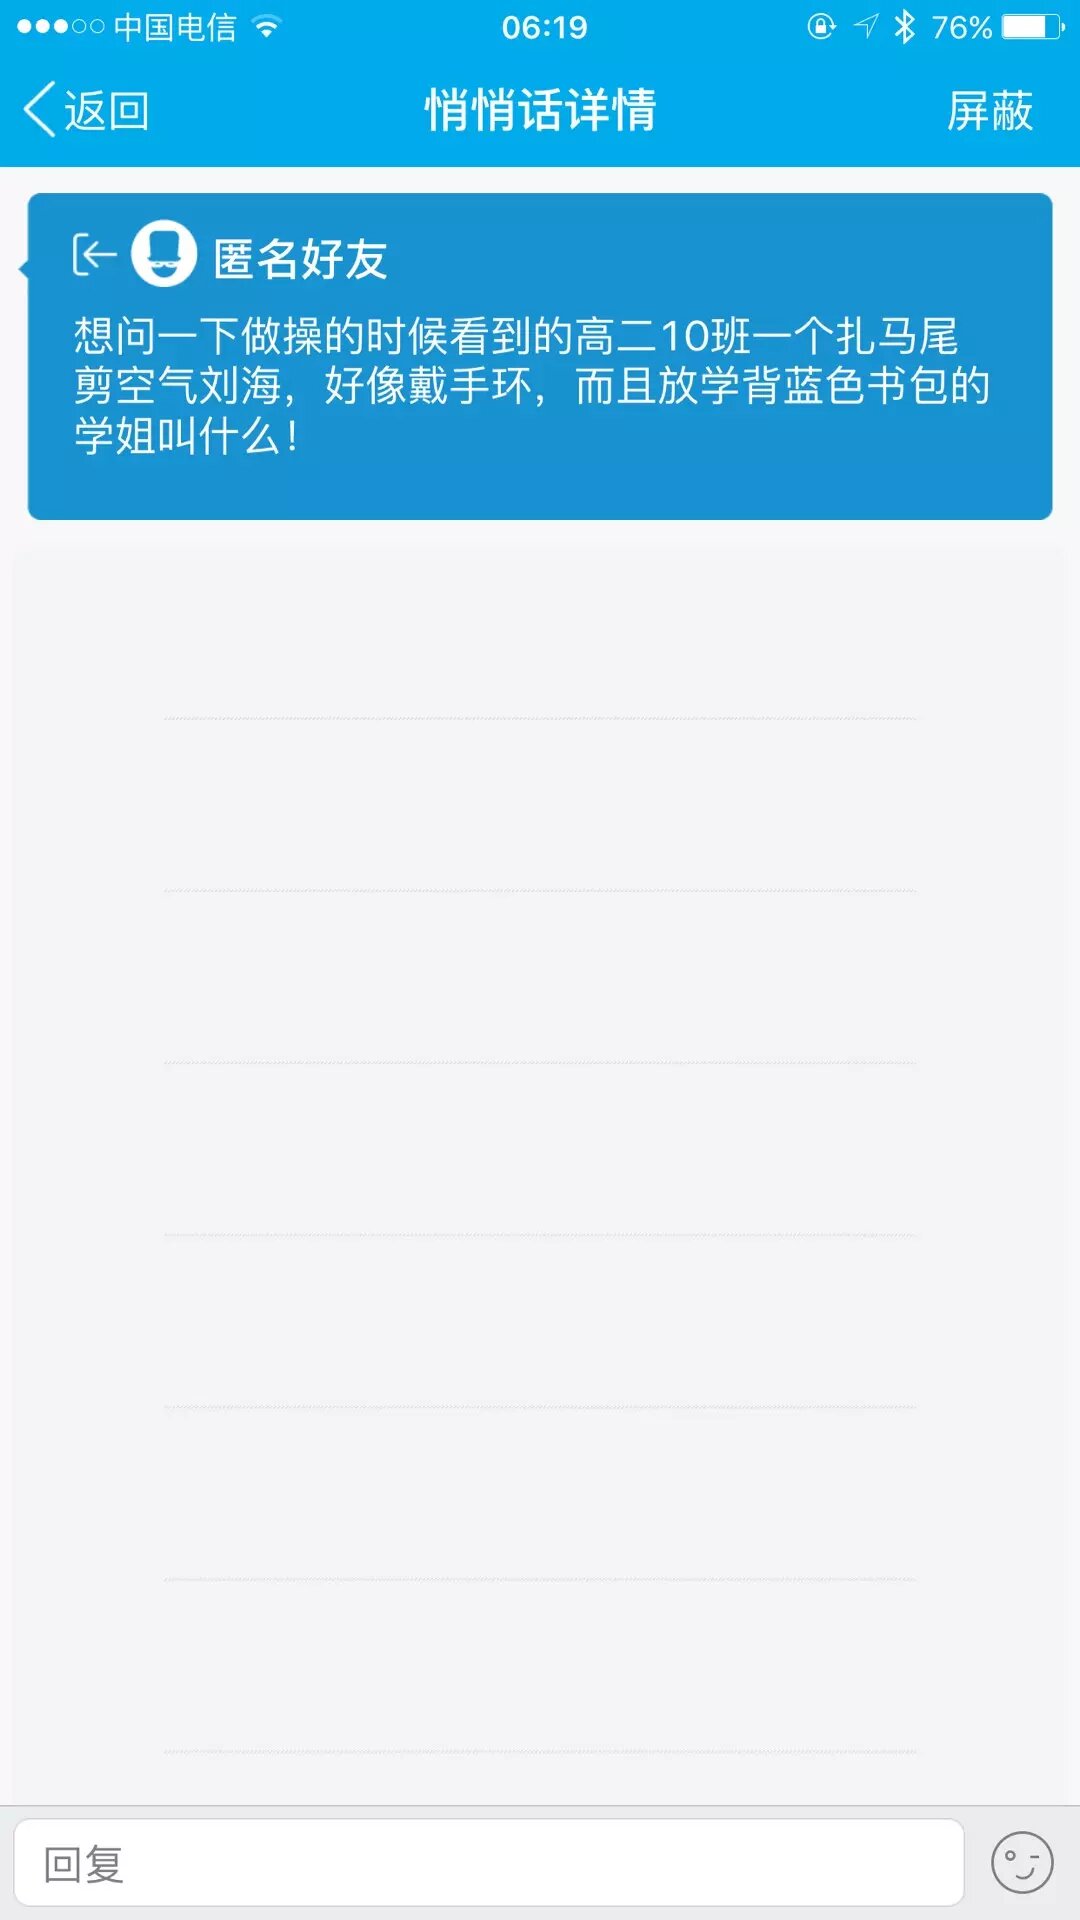 中国电信
06:19
76%
返回
悄悄话详情
屏蔽
匿名好友
想问一下做操的时候看到的高二10班一个扎马尾
剪空气刘海，好像戴手环，而且放学背蓝色书包的
学姐叫什么！
回复